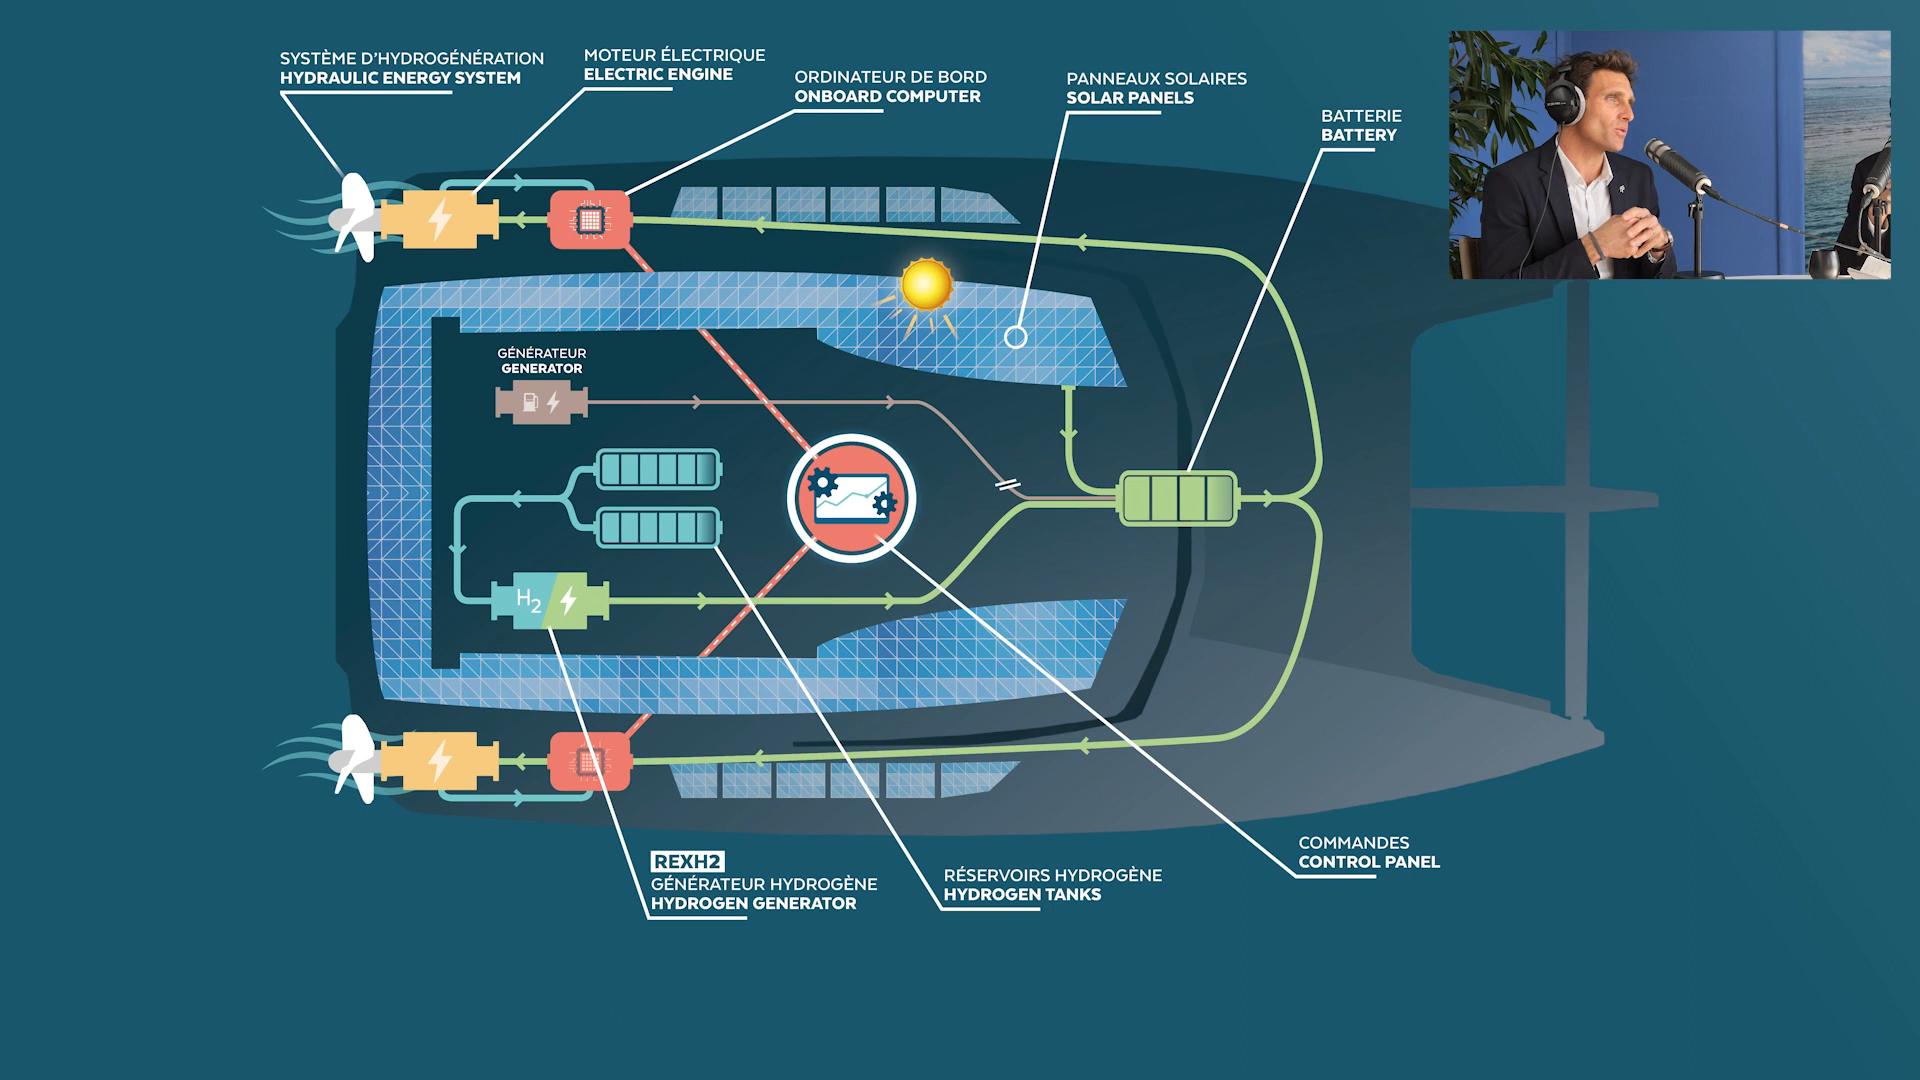 SYSTÈME D'HYDROGÉNÉRATION
HYDRAULIC ENERGY SYSTEM
MOTEUR ÉLECTRIQUE
ELECTRIC ENGINE
ORDINATEUR DE BORD
ONBOARD COMPUTER
PANNEAUX SOLAIRES
SOLAR PANELS
BATTERIE
BATTERY
GÉNÉRATEUR
GENERATOR
H2
REXH2
GÉNÉRATEUR HYDROGÈNE
HYDROGEN GENERATOR
RÉSERVOIRS HYDROGÈNE
HYDROGEN TANKS
COMMANDES
CONTROL PANEL